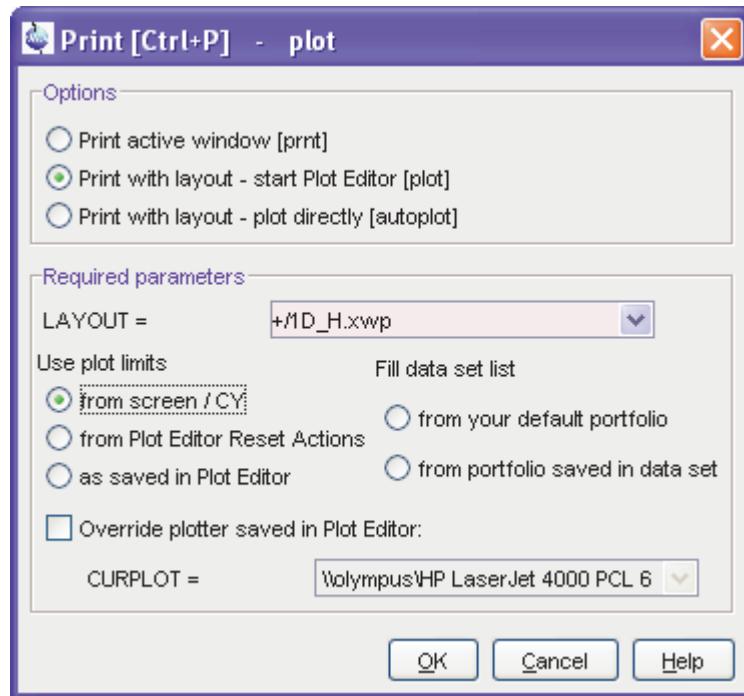 Print [Ctrl+P] - plot
Options
Print active window [prnt]
Print with layout - start Plot Editor [plot]
Print with layout - plot directly [autoplot]
Required parameters
LAYOUT = +/1D_H.xwp
Use plot limits
from screen / CY
from Plot Editor Reset Actions
as saved in Plot Editor
Fill data set list
from your default portfolio
from portfolio saved in data set
Override plotter saved in Plot Editor:
CURPLOT = \\olympus\HP LaserJet 4000 PCL 6
OK Cancel Help